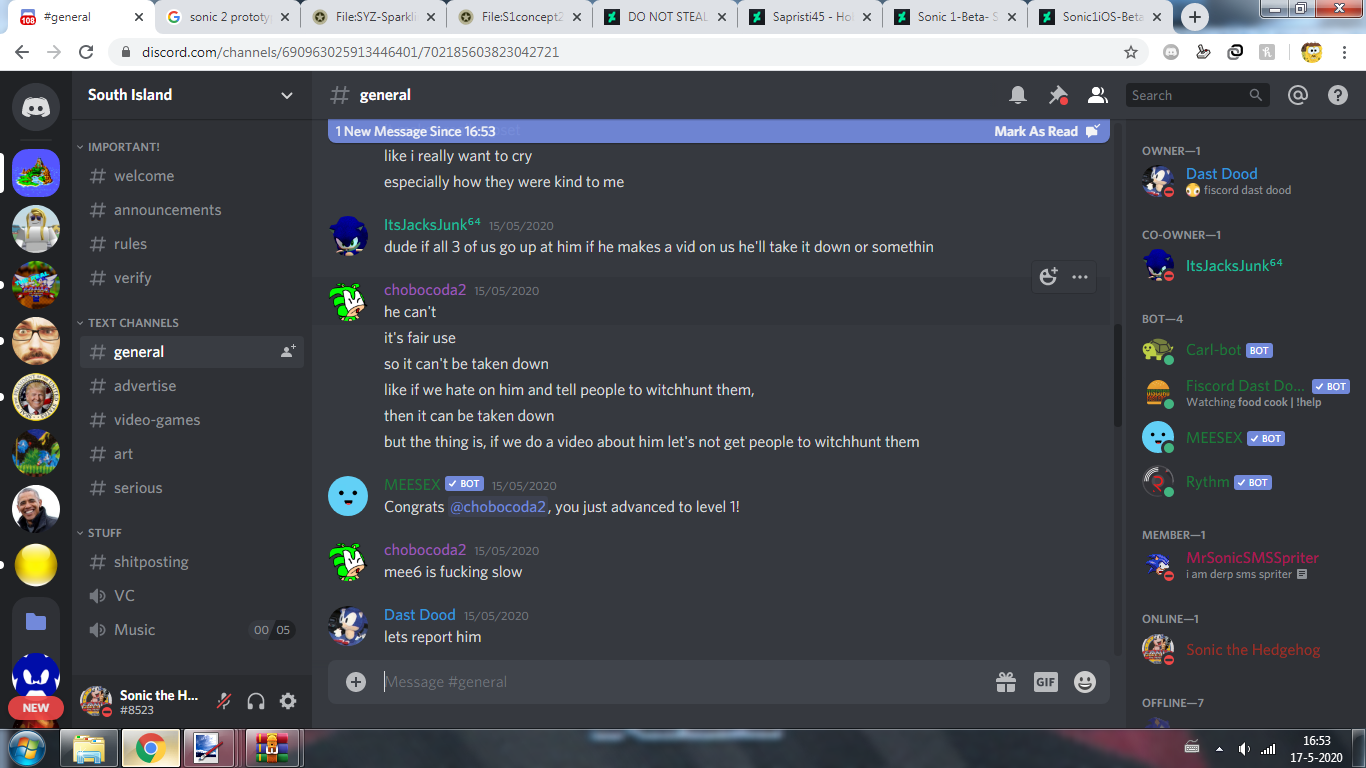 #general
sonic 2 prototyp
File:SYZ-Sparkli
File:S1concept2
DO NOT STEAL
Sapristi45 - Ho
Sonic 1-Beta- S
Sonic1iOS-Beta
discord.com/channels/690963025913446401/702185603823042721
108
NEW
South Island
IMPORTANT!
# welcome
# announcements
# rules
# verify
TEXT CHANNELS
# general
# advertise
# video-games
# art
# serious
STUFF
# shitposting
VC
Music 00 05
Sonic the H...
#8523
# general
Search
1 New Message Since 16:53 Mark As Read
like i really want to cry
especially how they were kind to me
ItsJacksJunk⁶⁴ 15/05/2020
dude if all 3 of us go up at him if he makes a vid on us he'll take it down or somethin
chobocoda2 15/05/2020
he can't
it's fair use
so it can't be taken down
like if we hate on him and tell people to witchhunt them,
then it can be taken down
but the thing is, if we do a video about him let's not get people to witchhunt them
MEESEX ✓ BOT 15/05/2020
Congrats @chobocoda2, you just advanced to level 1!
chobocoda2 15/05/2020
mee6 is fucking slow
Dast Dood 15/05/2020
lets report him
Message #general
GIF
OWNER—1
Dast Dood
fiscord dast dood
CO-OWNER—1
ItsJacksJunk⁶⁴
BOT—4
Carl-bot BOT
Fiscord Dast Do... ✓ BOT
Watching food cook | !help
MEESEX ✓ BOT
Rythm ✓ BOT
MEMBER—1
MrSonicSMSSpriter
i am derp sms spriter
ONLINE—1
Sonic the Hedgehog
OFFLINE—7
16:53
17-5-2020